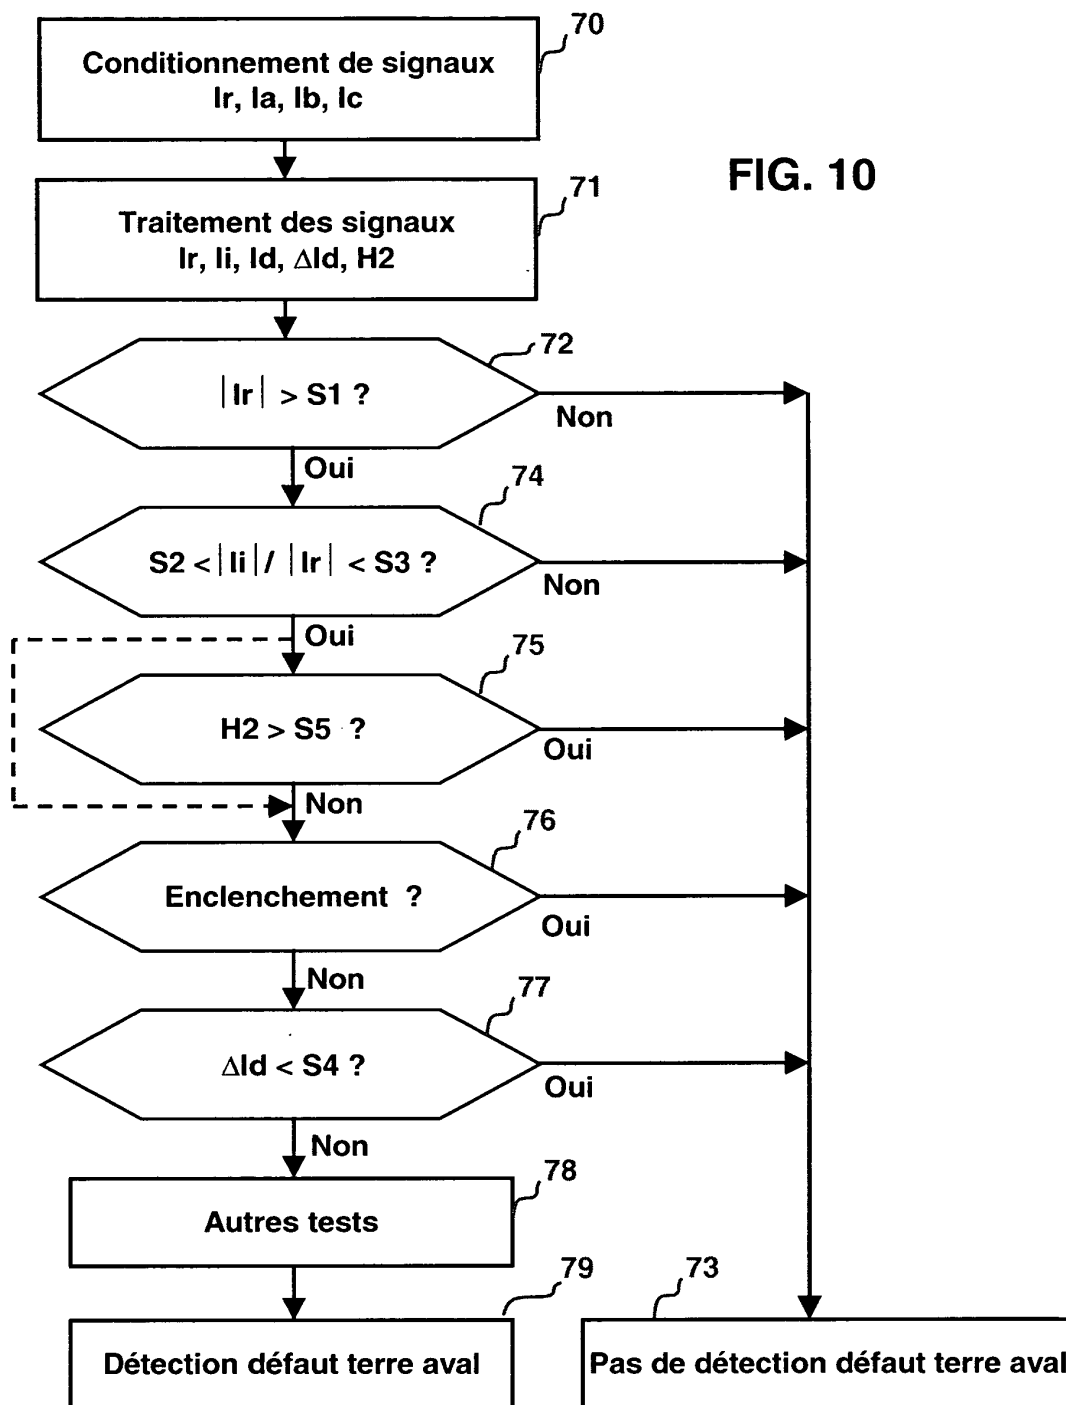 70
Conditionnement de signaux
Ir, Ia, Ib, Ic
FIG. 10
71
Traitement des signaux
Ir, Ii, Id, ΔId, H2
72
|Ir| > S1 ?
Non
Oui
74
S2 < |Ii| / |Ir| < S3 ?
Non
Oui
75
H2 > S5 ?
Oui
Non
76
Enclenchement ?
Oui
Non
77
ΔId < S4 ?
Oui
Non
78
Autres tests
79
Détection défaut terre aval
73
Pas de détection défaut terre aval